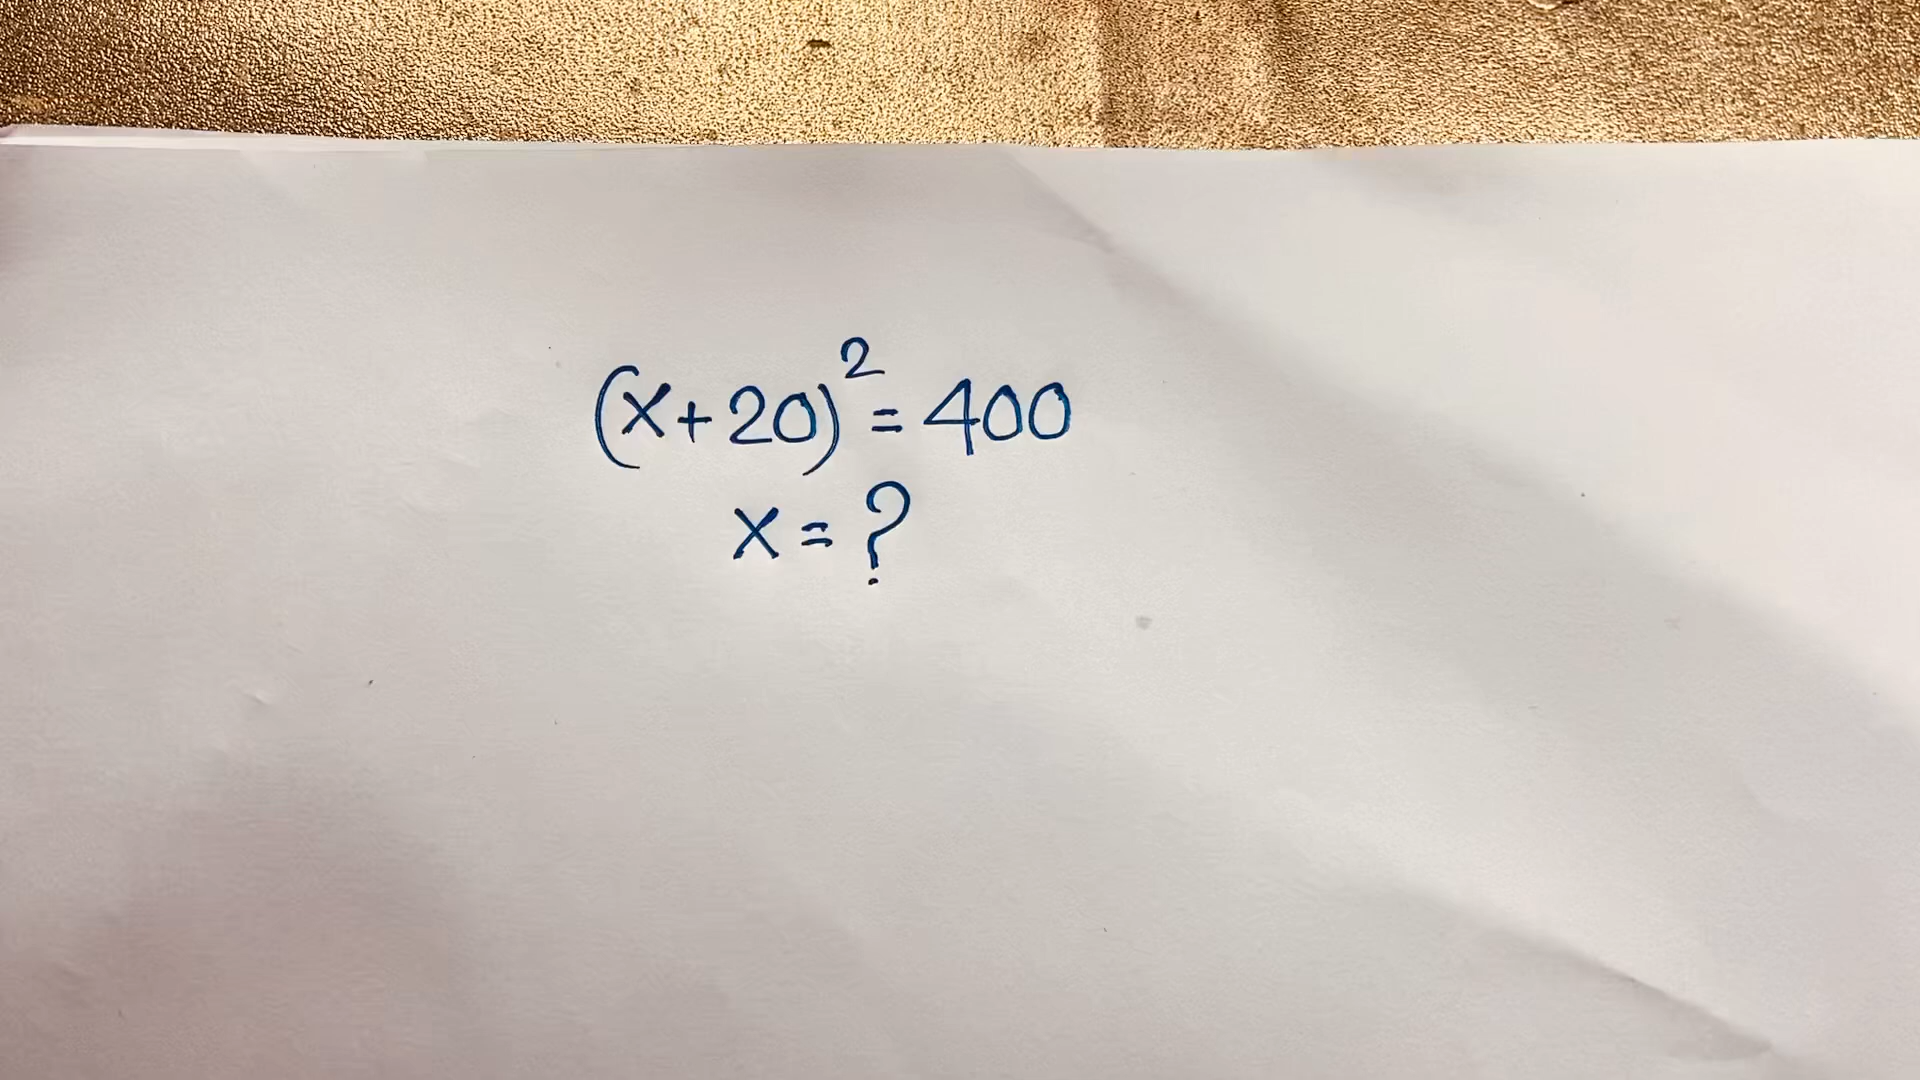 (x+20)² = 400
x = ?